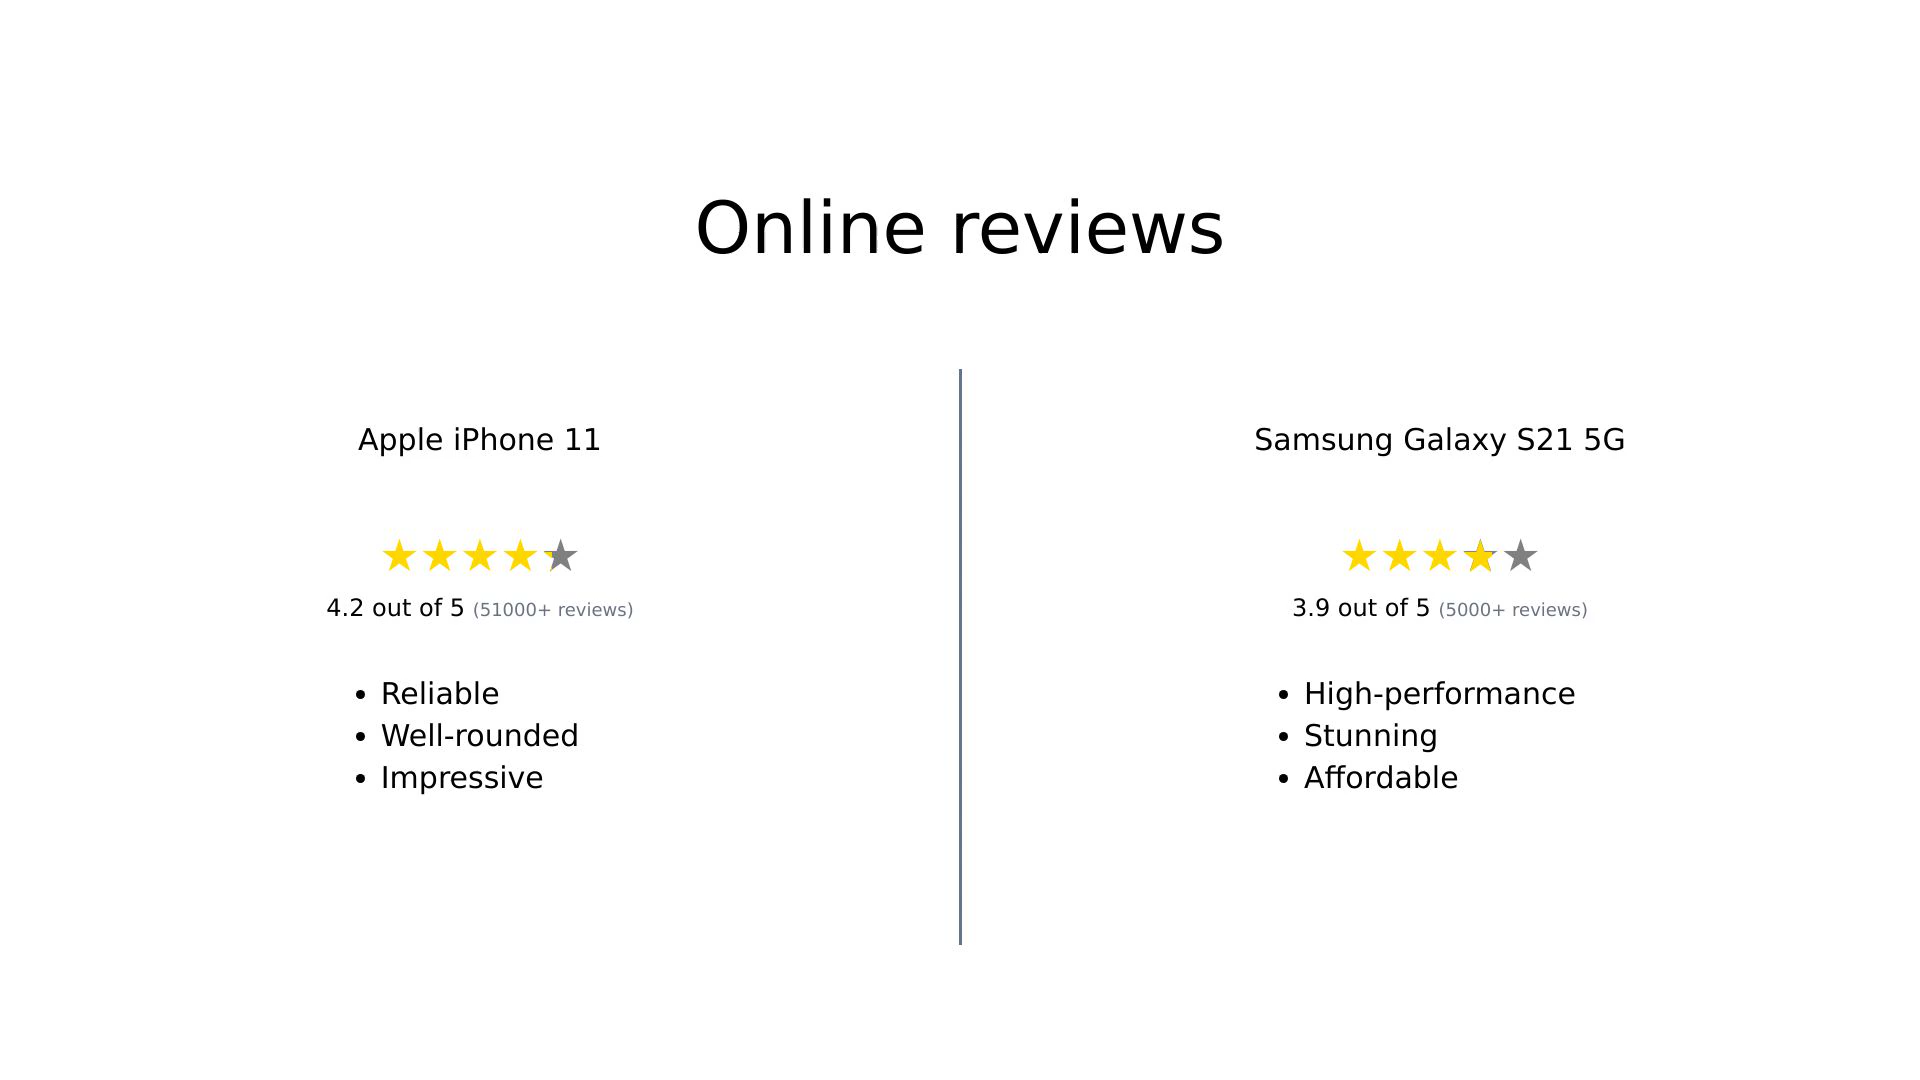 Online reviews
Apple iPhone 11
4.2 out of 5 (51000+ reviews)
• Reliable
• Well-rounded
• Impressive
Samsung Galaxy S21 5G
3.9 out of 5 (5000+ reviews)
• High-performance
• Stunning
• Affordable